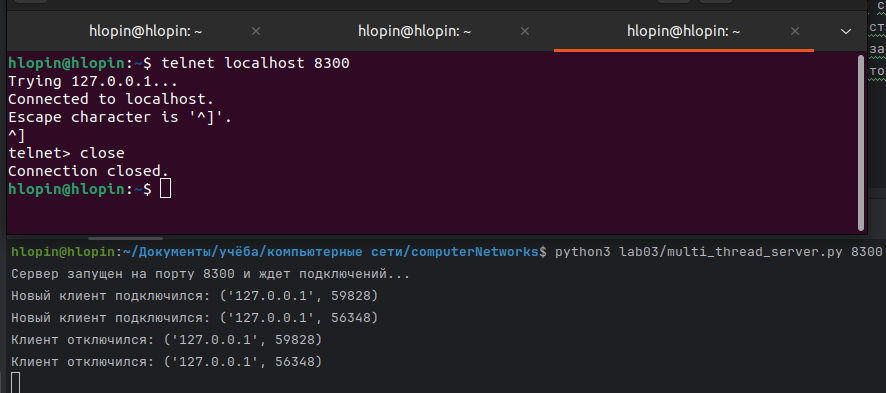 hlopin@hlopin: ~ × hlopin@hlopin: ~ × hlopin@hlopin: ~ ×
hlopin@hlopin:~$ telnet localhost 8300
Trying 127.0.0.1...
Connected to localhost.
Escape character is '^]'.
^]
telnet> close
Connection closed.
hlopin@hlopin:~$
с
ст
за
то
hlopin@hlopin:~/Документы/учёба/компьютерные сети/computerNetworks$ python3 lab03/multi_thread_server.py 8300
Сервер запущен на порту 8300 и ждет подключений...
Новый клиент подключился: ('127.0.0.1', 59828)
Новый клиент подключился: ('127.0.0.1', 56348)
Клиент отключился: ('127.0.0.1', 59828)
Клиент отключился: ('127.0.0.1', 56348)